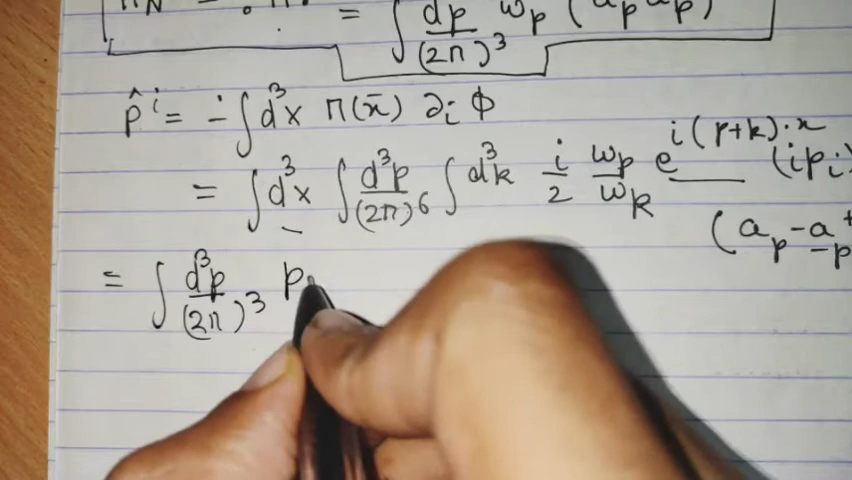 = ∫ dp/(2π)³ ω_p (a_p a_p)
p̂^i = - ∫ d³x π(x̄) ∂_i ϕ
= ∫ d³x ∫ d³p/(2π)⁶ ∫ d³k i/2 ω_p/ω_k e^{i(p+k)·x} (ip_i)
(a_p - a⁺_{-p}
= ∫ d³p/(2π)³ p